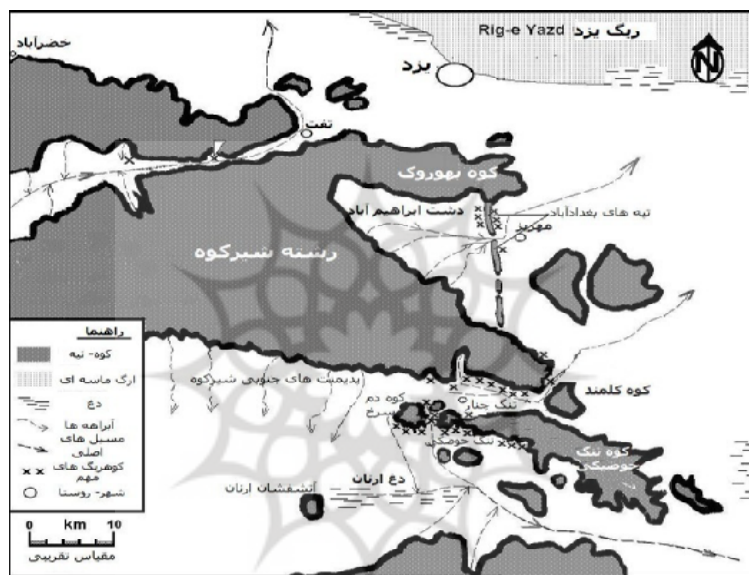 Rig-e Yazd ریگ یزد
خضرآباد
یزد
N
تفت
کوه بهوروک
دشت ابراهیم آباد
تپه های بغدادآباد
مهریز
رشته شیرکوه
راهنما
کوه- تپه
ارگ ماسه ای
دغ
آبراهه ها
مسیل های
اصلی
کوهریگ های
مهم
شهر- روستا
0 km 10
مقیاس تقریبی
پدیمنت های جنوبی شیرکوه
کوه کلمند
کوه دم
سرخ
تنگ چنار
تنگ حوضکی
کوه تنگ
حوضکی
دغ ارنان
آتشفشان ارنان